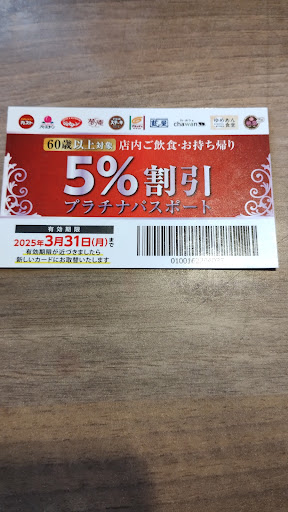 chawan
60歳以上対象 店内ご飲食・お持ち帰り
5%割引
プラチナパスポート
有効期限
2025年3月31日(月)まで
有効期限が近づきましたら
新しいカードにお取替いたします